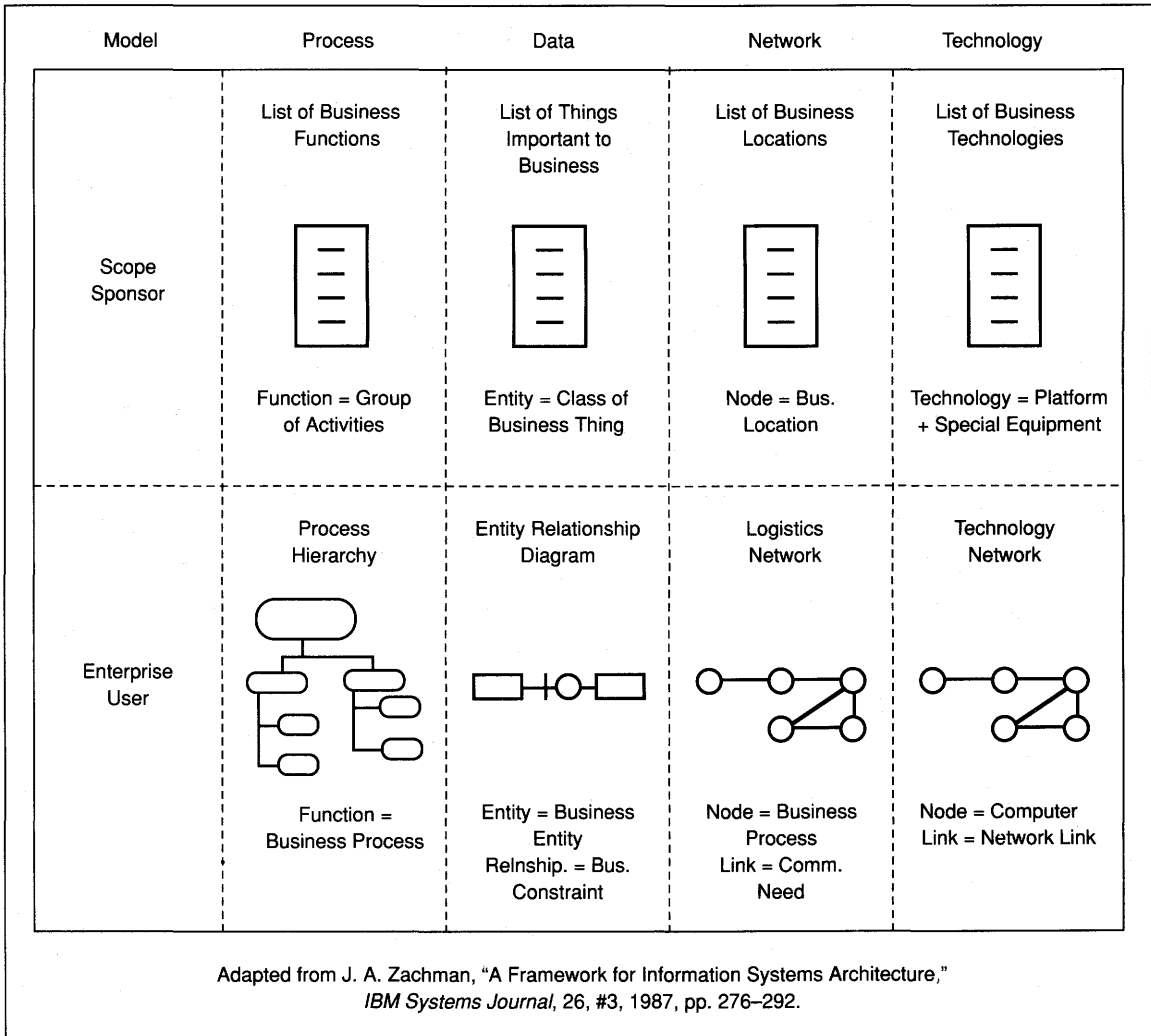 Model
Process
Data
Network
Technology
Scope
Sponsor
List of Business
Functions
Function = Group
of Activities
List of Things
Important to
Business
Entity = Class of
Business Thing
List of Business
Locations
Node = Bus.
Location
List of Business
Technologies
Technology = Platform
+ Special Equipment
Enterprise
User
Process
Hierarchy
Function =
Business Process
Entity Relationship
Diagram
Entity = Business
Entity
Relnship. = Bus.
Constraint
Logistics
Network
Node = Business
Process
Link = Comm.
Need
Technology
Network
Node = Computer
Link = Network Link
Adapted from J. A. Zachman, “A Framework for Information Systems Architecture,”
IBM Systems Journal, 26, #3, 1987, pp. 276–292.